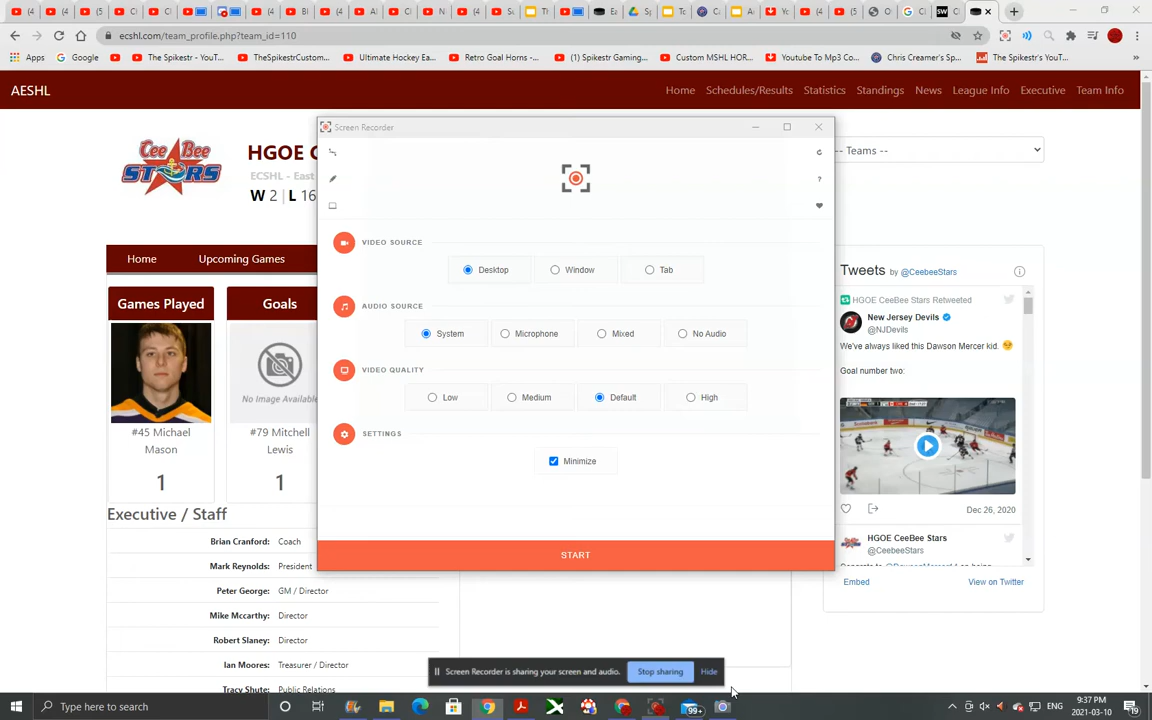 ecshl.com/team_profile.php?team_id=110
Apps
Google
The Spikestr - YouT...
TheSpikestrCustom...
Ultimate Hockey Ea...
Retro Goal Horns -...
(1) Spikestr Gaming...
Custom MSHL HOR...
Youtube To Mp3 Co...
Chris Creamer's Sp...
The Spikestr's YouT...
AESHL
Home
Schedules/Results
Statistics
Standings
News
League Info
Executive
Team Info
Cee Bee
STARS
HGOE C
ECSHL - East
W 2 | L 16
-- Teams --
Screen Recorder
?
VIDEO SOURCE
Desktop
Window
Tab
AUDIO SOURCE
System
Microphone
Mixed
No Audio
VIDEO QUALITY
Low
Medium
Default
High
SETTINGS
Minimize
START
Home
Upcoming Games
Games Played
Goals
No Image Available
#45 Michael
Mason
1
#79 Mitchell
Lewis
1
Executive / Staff
Brian Cranford: Coach
Mark Reynolds: President
Peter George: GM / Director
Mike Mccarthy: Director
Robert Slaney: Director
Ian Moores: Treasurer / Director
Tracy Shute: Public Relations
Tweets by @CeebeeStars
HGOE CeeBee Stars Retweeted
New Jersey Devils
@NJDevils
We've always liked this Dawson Mercer kid.
Goal number two:
Dec 26, 2020
HGOE CeeBee Stars
@CeebeeStars
Embed
View on Twitter
Screen Recorder is sharing your screen and audio.
Stop sharing
Hide
Type here to search
99+
ENG
9:37 PM
2021-03-10
19